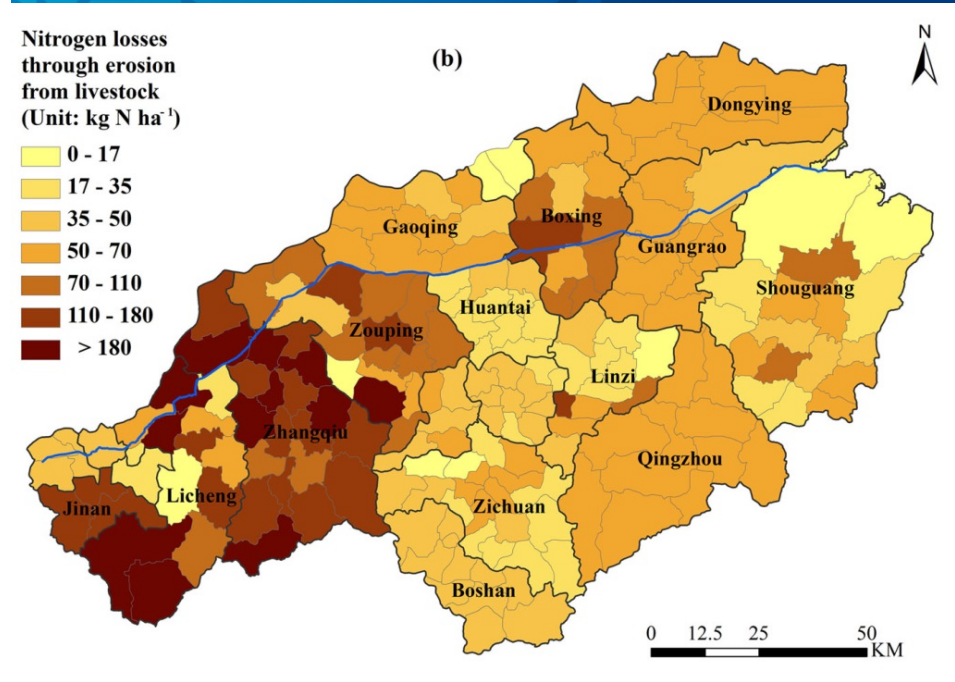 Nitrogen losses
through erosion
from livestock
(Unit: kg N ha⁻¹)
0 - 17
17 - 35
35 - 50
50 - 70
70 - 110
110 - 180
> 180
(b)
N
Dongying
Boxing
Gaoqing
Guangrao
Shouguang
Huantai
Zouping
Linzi
Zhangqiu
Qingzhou
Licheng
Jinan
Zichuan
Boshan
0 12.5 25 50
KM